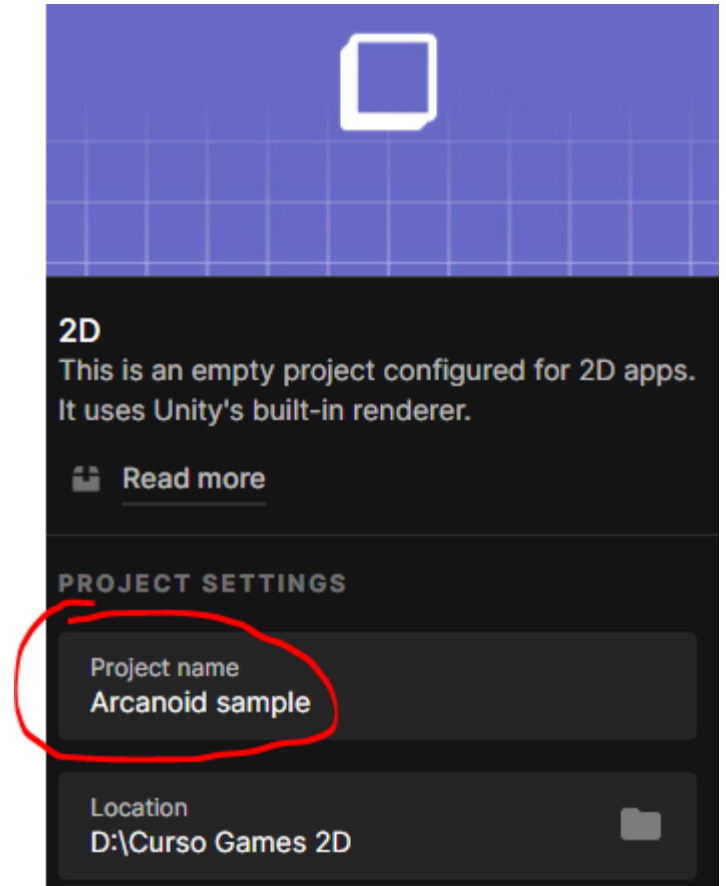 2D
This is an empty project configured for 2D apps.
It uses Unity's built-in renderer.
Read more
PROJECT SETTINGS
Project name
Arcanoid sample
Location
D:\Curso Games 2D